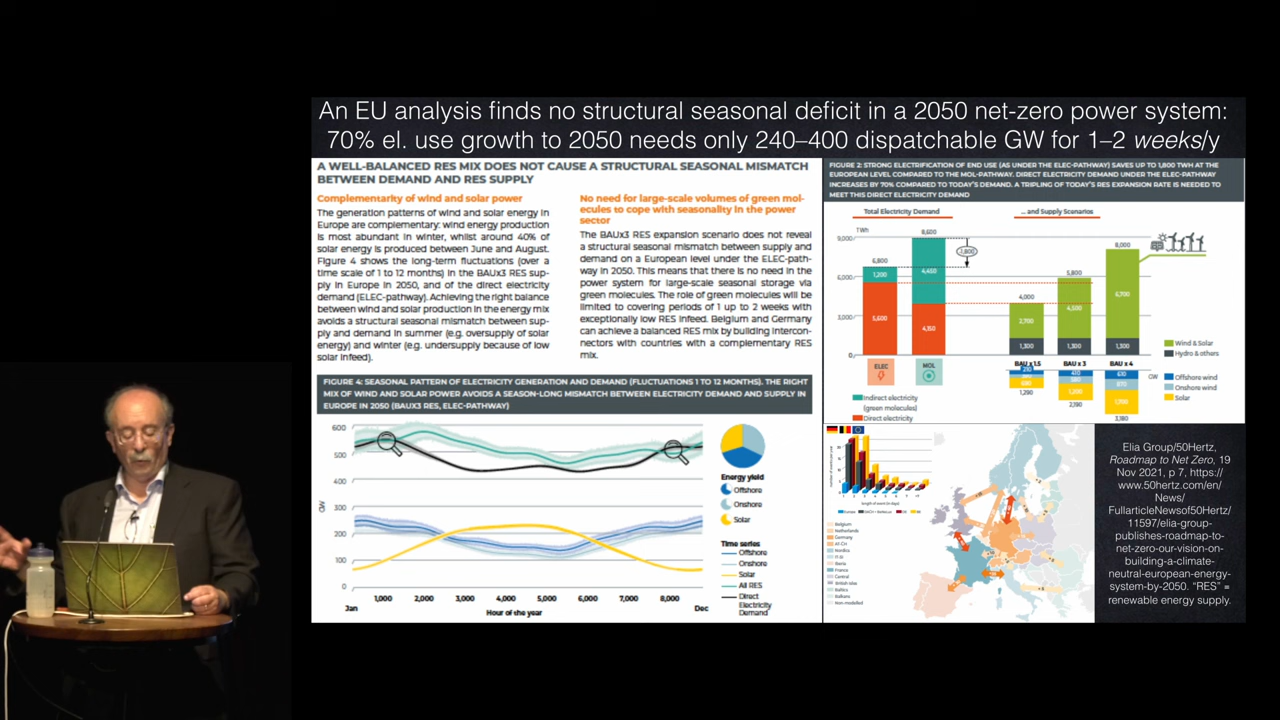 An EU analysis finds no structural seasonal deficit in a 2050 net-zero power system:
70% el. use growth to 2050 needs only 240–400 dispatchable GW for 1–2 weeks/y
A WELL-BALANCED RES MIX DOES NOT CAUSE A STRUCTURAL SEASONAL MISMATCH
BETWEEN DEMAND AND RES SUPPLY
Complementarity of wind and solar power
The generation patterns of wind and solar energy in
Europe are complementary: wind energy production
is most abundant in winter, whilst around 40% of
solar energy is produced between June and August.
Figure 4 shows the long-term fluctuations (over a
time scale of 1 to 12 months) in the BAUx3 RES sup-
ply in Europe in 2050, and of the direct electricity
demand (ELEC-pathway). Achieving the right balance
between wind and solar production in the energy mix
avoids a structural seasonal mismatch between sup-
ply and demand in summer (e.g. oversupply of solar
energy) and winter (e.g. undersupply because of low
solar infeed).
No need for large-scale volumes of green mol-
ecules to cope with seasonality in the power
sector
The BAUx3 RES expansion scenario does not reveal
a structural seasonal mismatch between supply and
demand on a European level under the ELEC-path-
way in 2050. This means that there is no need in the
power system for large-scale seasonal storage via
green molecules. The role of green molecules will be
limited to covering periods of 1 up to 2 weeks with
exceptionally low RES infeed. Belgium and Germany
can achieve a balanced RES mix by building intercon-
nectors with countries with a complementary RES
mix.
FIGURE 4: SEASONAL PATTERN OF ELECTRICITY GENERATION AND DEMAND (FLUCTUATIONS 1 TO 12 MONTHS). THE RIGHT
MIX OF WIND AND SOLAR POWER AVOIDS A SEASON-LONG MISMATCH BETWEEN ELECTRICITY DEMAND AND SUPPLY IN
EUROPE IN 2050 (BAUX3 RES, ELEC-PATHWAY)
600
500
400
300
200
100
0
GW
1,000 2,000 3,000 4,000 5,000 6,000 7,000 8,000
Jan Hour of the year Dec
Energy yield
Offshore
Onshore
Solar
Time series
Offshore
Onshore
Solar
All RES
Direct
Electricity
Demand
FIGURE 2: STRONG ELECTRIFICATION OF END USE (AS UNDER THE ELEC-PATHWAY) SAVES UP TO 1,800 TWH AT THE
EUROPEAN LEVEL COMPARED TO THE MOL-PATHWAY. DIRECT ELECTRICITY DEMAND UNDER THE ELEC-PATHWAY
INCREASES BY 70% COMPARED TO TODAY'S DEMAND. A TRIPLING OF TODAY'S RES EXPANSION RATE IS NEEDED TO
MEET THIS DIRECT ELECTRICITY DEMAND
Total Electricity Demand
... and Supply Scenarios
TWh
9,000
6,000
3,000
0
6,800
1,200
5,600
8,600
4,450
4,150
4,000
2,700
1,300
5,800
4,500
1,300
8,000
6,700
1,300
ELEC
MOL
BAU x 1.5
BAU x 3
BAU x 4
GW
1,290
2,190
3,180
Wind & Solar
Hydro & others
Offshore wind
Onshore wind
Solar
Indirect electricity
(green molecules)
Direct electricity
Belgium
Netherlands
Germany
AT-CH
Nordics
Iberia
France
Central
British Isles
Baltics
Balkans
Non-modelled
Elia Group/50Hertz,
Roadmap to Net Zero, 19
Nov 2021, p 7, https://
www.50hertz.com/en/
News/
FullarticleNewsof50Hertz/
11597/elia-group-
publishes-roadmap-to-
net-zero-our-vision-on-
building-a-climate-
neutral-european-energy-
system-by-2050. "RES" =
renewable energy supply.